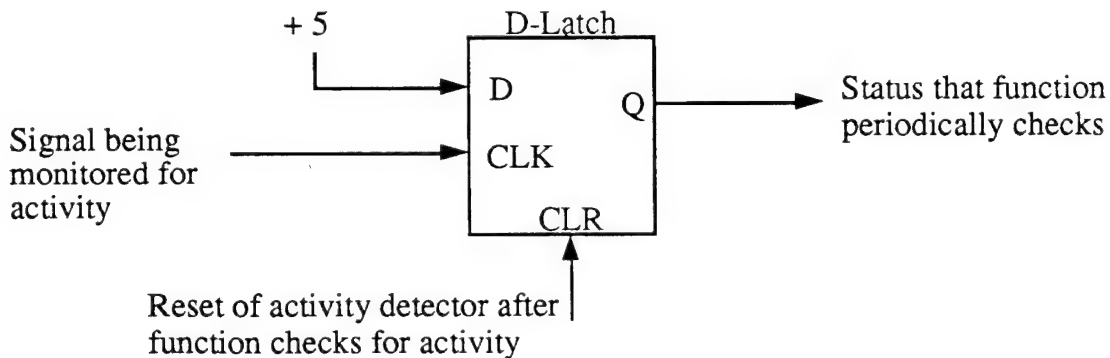 + 5
D-Latch
D
Q
Status that function
periodically checks
Signal being
monitored for
activity
CLK
CLR
Reset of activity detector after
function checks for activity